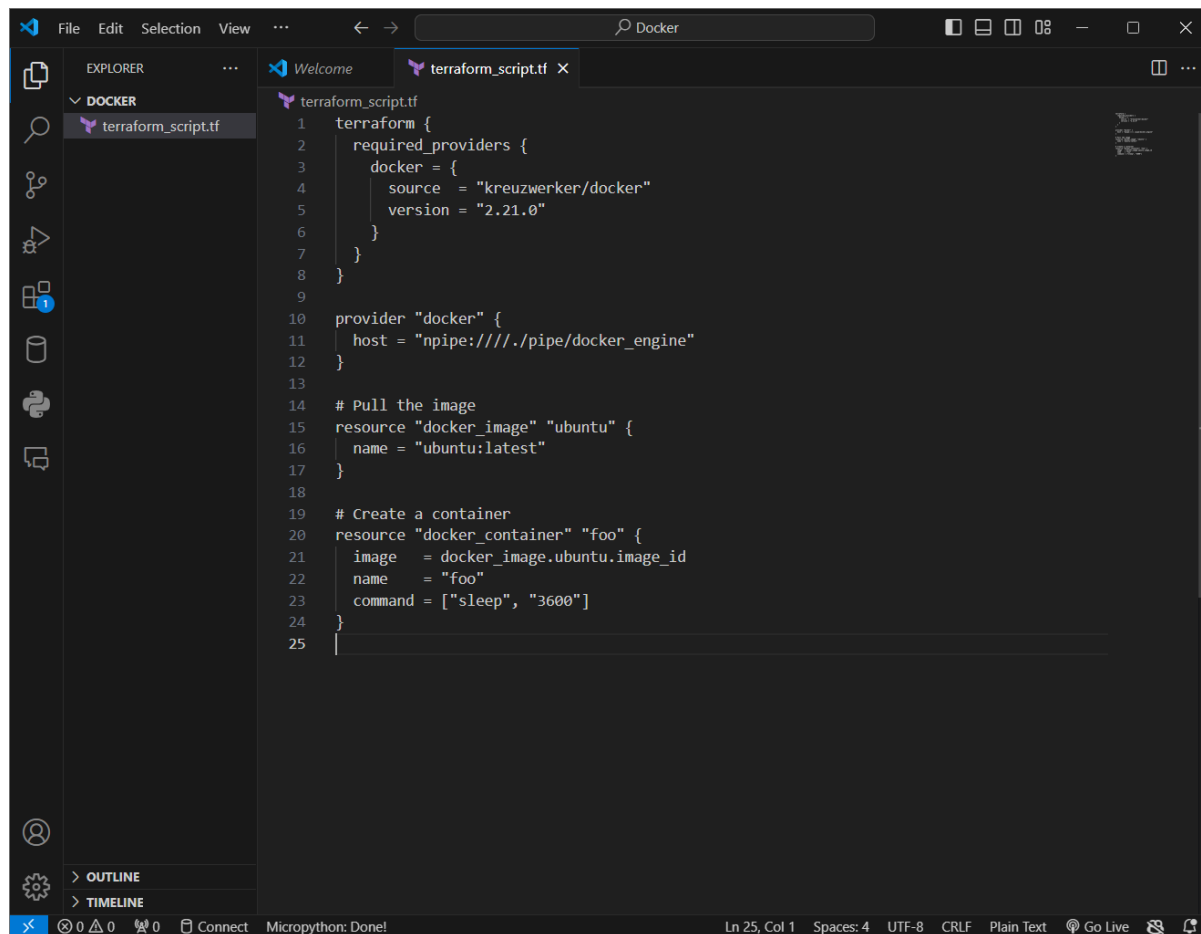 File Edit Selection View ··· Docker
EXPLORER ···
DOCKER
terraform_script.tf
OUTLINE
TIMELINE
1
Welcome terraform_script.tf
terraform_script.tf
1 terraform {
2   required_providers {
3     docker = {
4       source  = "kreuzwerker/docker"
5       version = "2.21.0"
6     }
7   }
8 }
9
10 provider "docker" {
11   host = "npipe:////./pipe/docker_engine"
12 }
13
14 # Pull the image
15 resource "docker_image" "ubuntu" {
16   name = "ubuntu:latest"
17 }
18
19 # Create a container
20 resource "docker_container" "foo" {
21   image   = docker_image.ubuntu.image_id
22   name    = "foo"
23   command = ["sleep", "3600"]
24 }
25
0 0 0 Connect Micropython: Done! Ln 25, Col 1 Spaces: 4 UTF-8 CRLF Plain Text Go Live